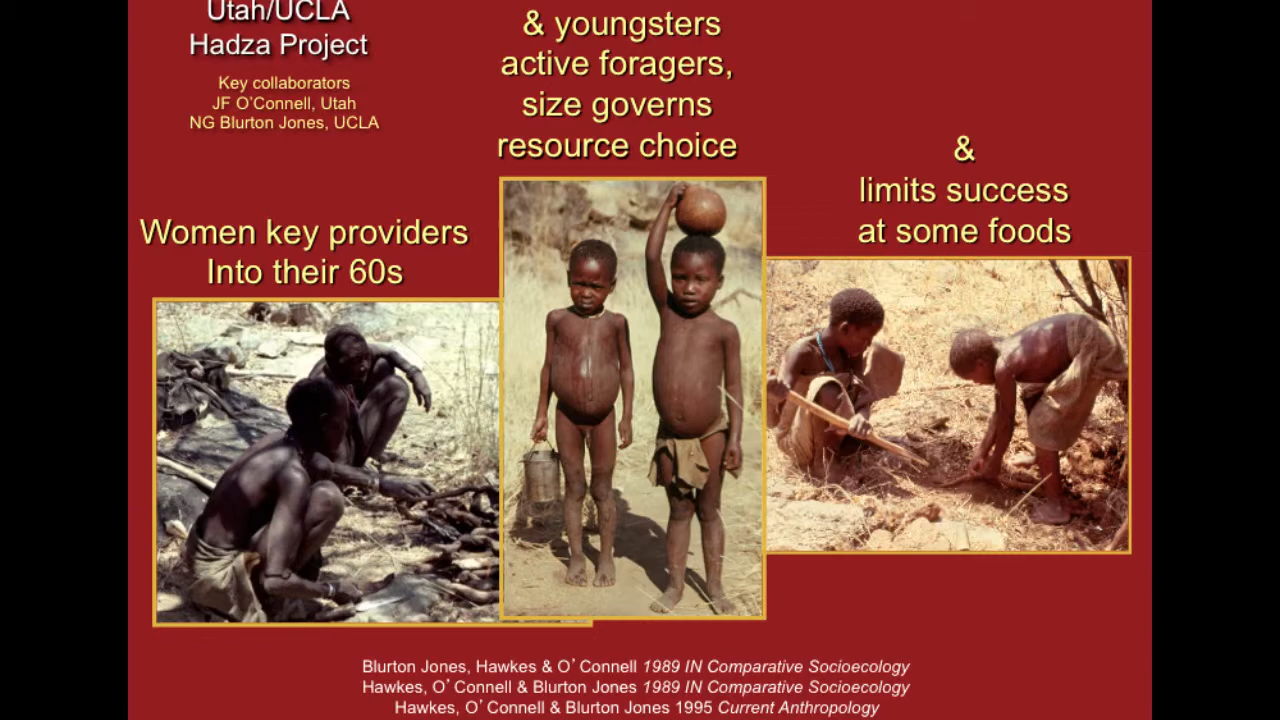 Utah/UCLA
Hadza Project
Key collaborators
JF O'Connell, Utah
NG Blurton Jones, UCLA
Women key providers
Into their 60s
& youngsters
active foragers,
size governs
resource choice
&
limits success
at some foods
Blurton Jones, Hawkes & O' Connell 1989 IN Comparative Socioecology
Hawkes, O' Connell & Blurton Jones 1989 IN Comparative Socioecology
Hawkes, O' Connell & Blurton Jones 1995 Current Anthropology